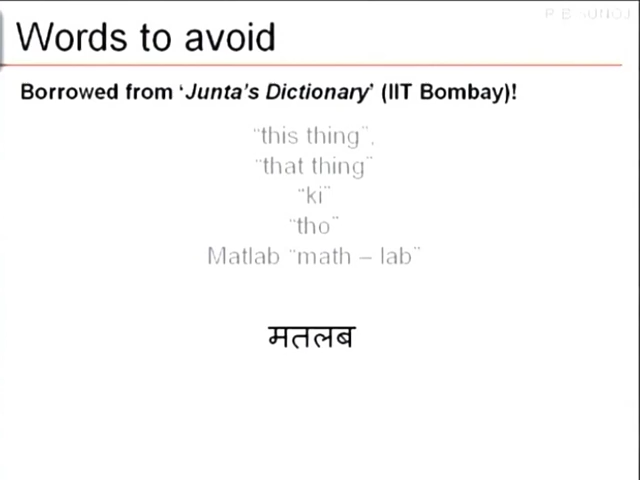 Words to avoid
Borrowed from ‘Junta’s Dictionary’ (IIT Bombay)!
“this thing”,
“that thing”
“ki”
“tho”
Matlab “math – lab”
मतलब